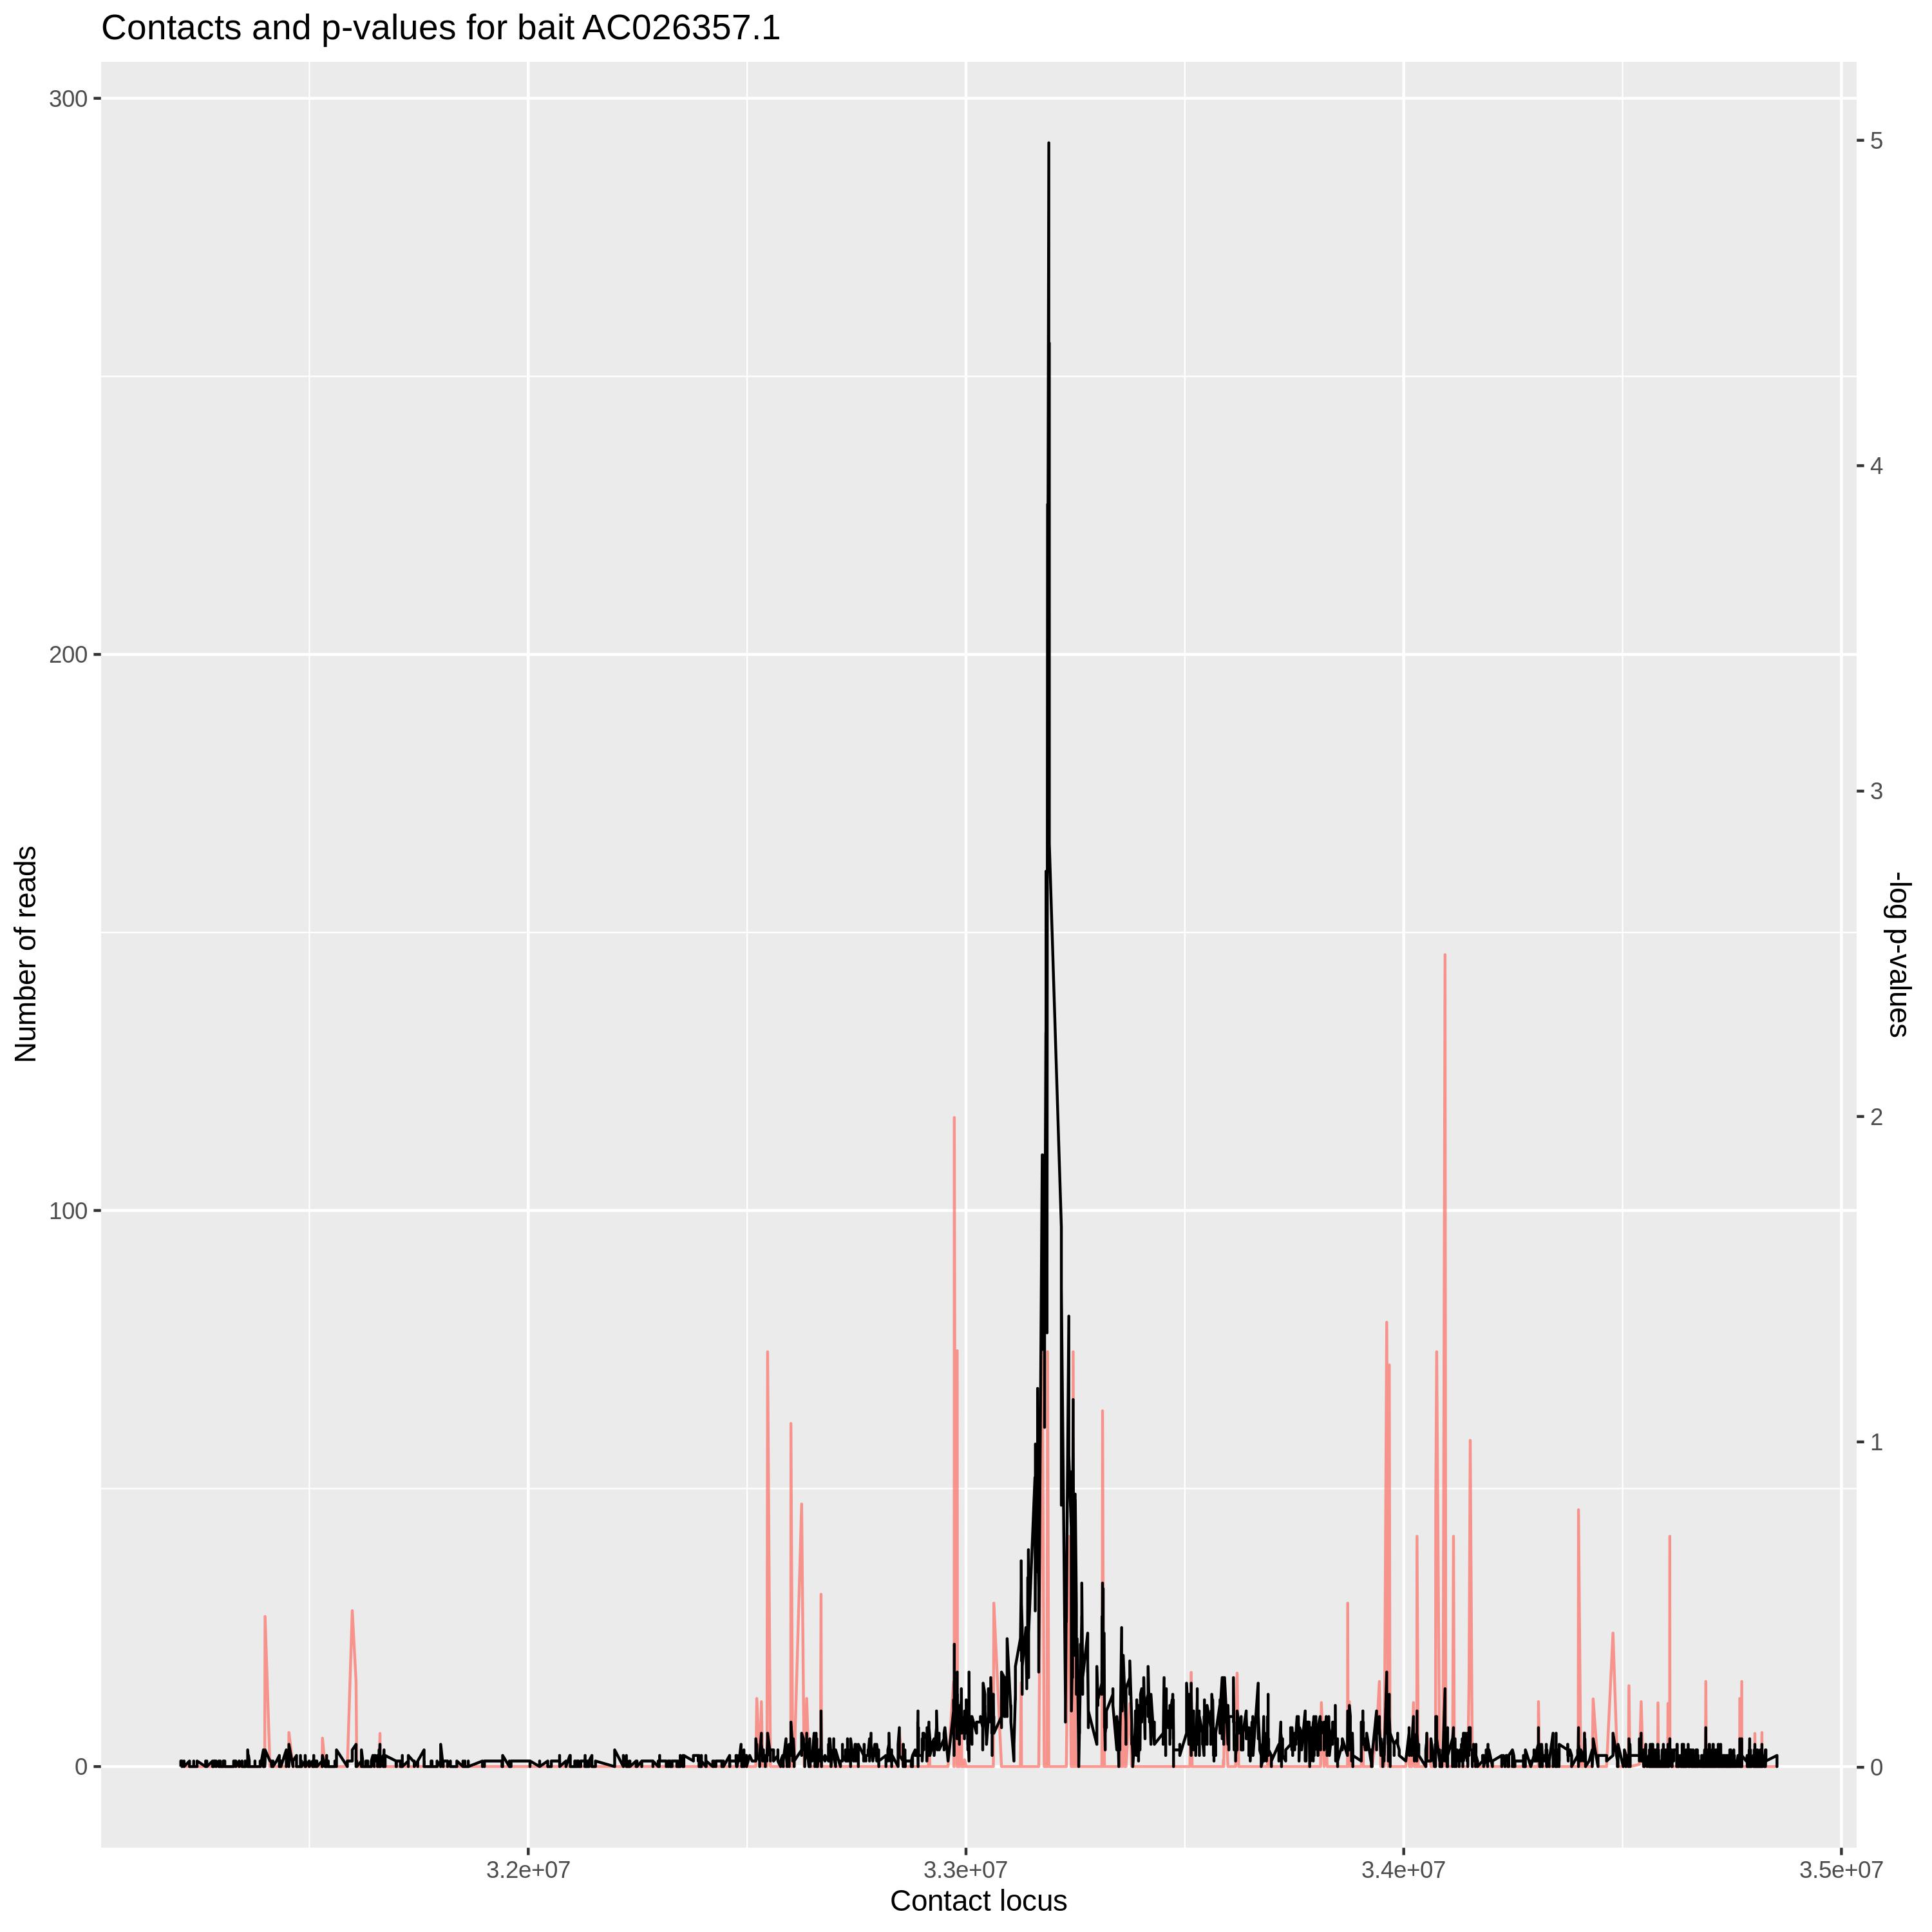 Contacts and p-values for bait AC026357.1
300
200
100
0
Number of reads
5
4
3
2
1
0
-log p-values
3.2e+07
3.3e+07
3.4e+07
3.5e+07
Contact locus